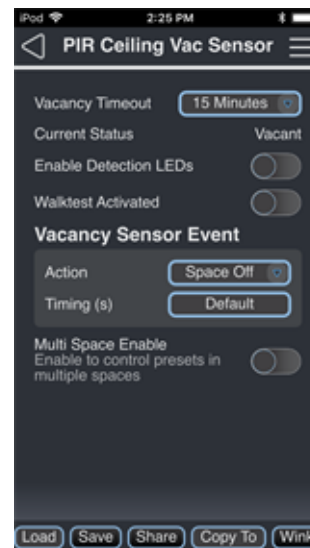 iPod 2:25 PM
PIR Ceiling Vac Sensor
Vacancy Timeout 15 Minutes
Current Status Vacant
Enable Detection LEDs
Walktest Activated
Vacancy Sensor Event
Action Space Off
Timing (s) Default
Multi Space Enable
Enable to control presets in
multiple spaces
Load Save Share Copy To Wink